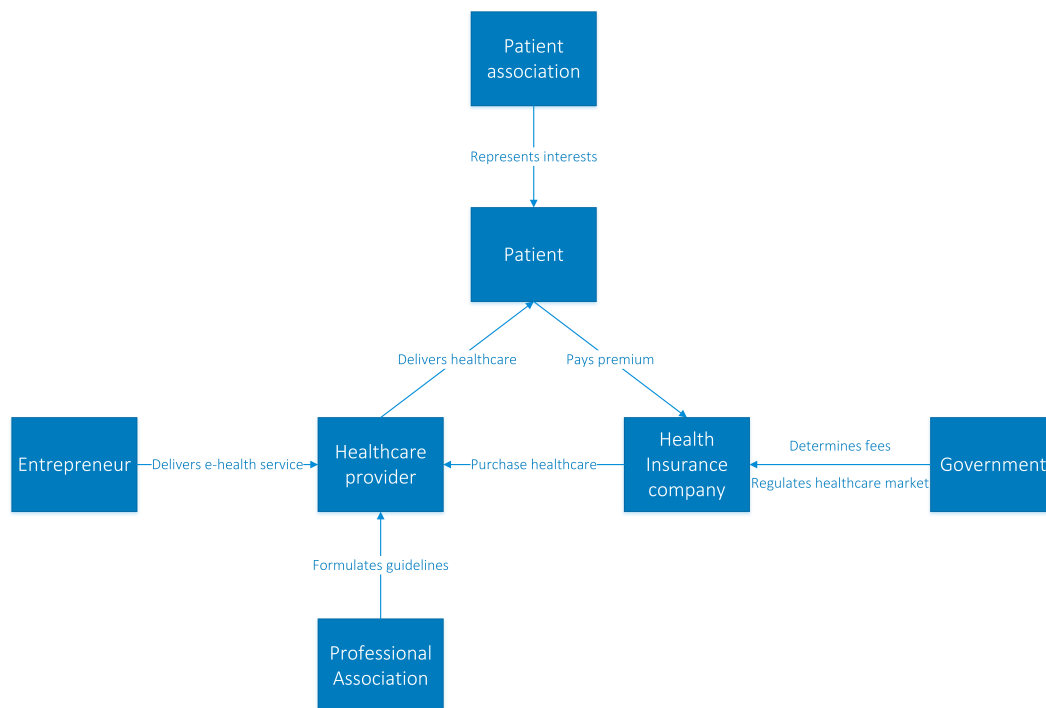 Patient
association
Represents interests
Patient
Delivers healthcare
Pays premium
Entrepreneur
Delivers e-health service
Healthcare
provider
Purchase healthcare
Health
Insurance
company
Determines fees
Regulates healthcare market
Government
Formulates guidelines
Professional
Association